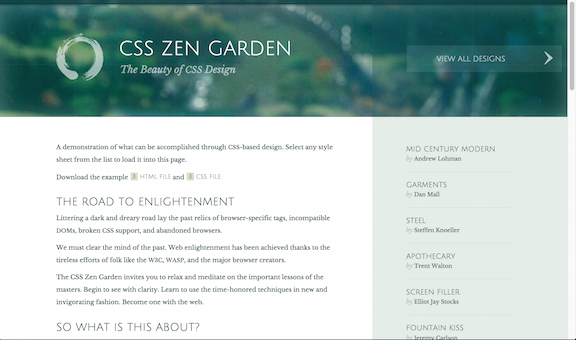 CSS ZEN GARDEN
The Beauty of CSS Design
VIEW ALL DESIGNS
A demonstration of what can be accomplished through CSS-based design. Select any style
sheet from the list to load it into this page.
Download the example HTML FILE and CSS FILE
THE ROAD TO ENLIGHTENMENT
Littering a dark and dreary road lay the past relics of browser-specific tags, incompatible
DOMs, broken CSS support, and abandoned browsers.
We must clear the mind of the past. Web enlightenment has been achieved thanks to the
tireless efforts of folk like the W3C, WASP, and the major browser creators.
The CSS Zen Garden invites you to relax and meditate on the important lessons of the
masters. Begin to see with clarity. Learn to use the time-honored techniques in new and
invigorating fashion. Become one with the web.
SO WHAT IS THIS ABOUT?
MID CENTURY MODERN
by Andrew Lohman
GARMENTS
by Dan Mall
STEEL
by Steffen Knoeller
APOTHECARY
by Trent Walton
SCREEN FILLER
by Elliot Jay Stocks
FOUNTAIN KISS
by Jeremy Carlson